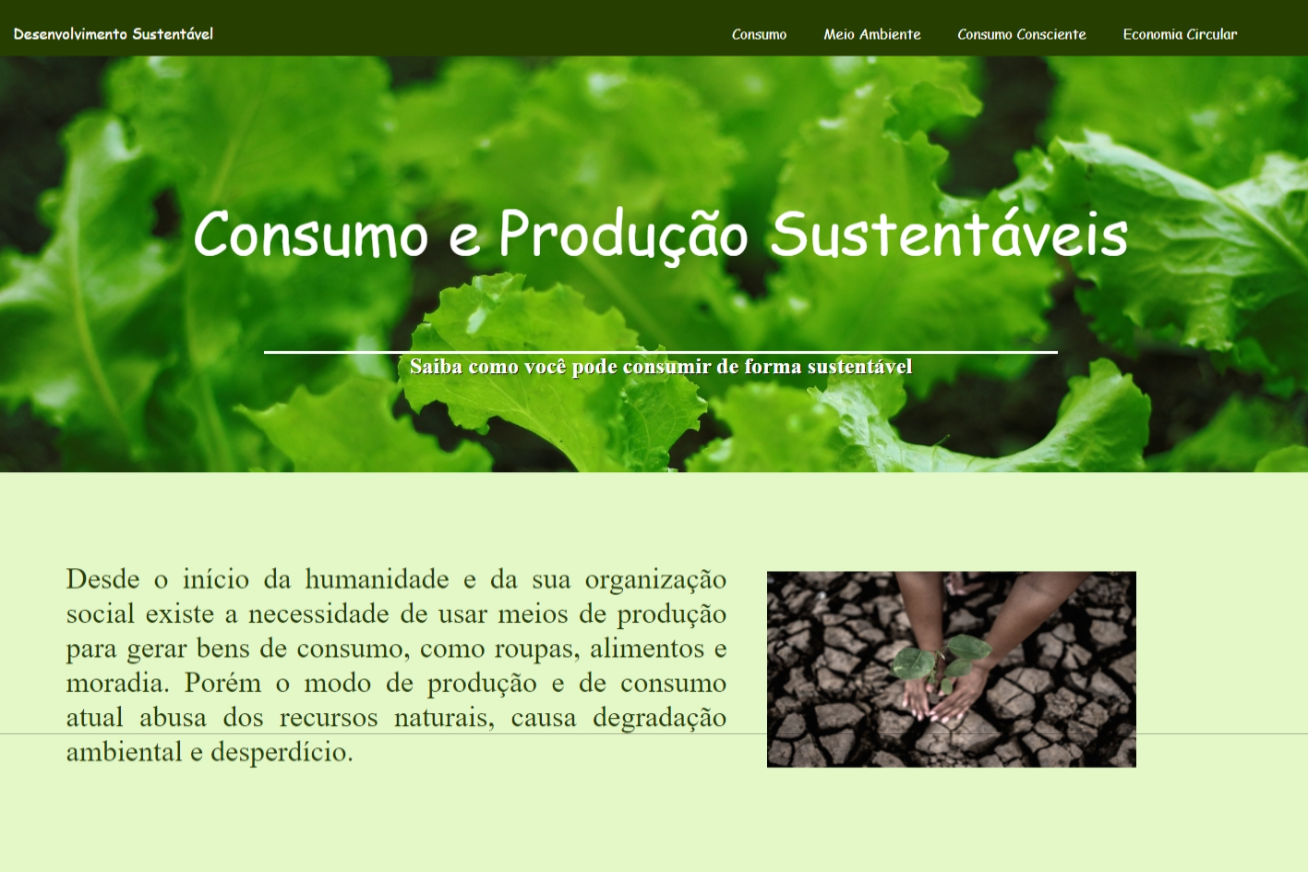 Desenvolvimento Sustentável
Consumo Meio Ambiente Consumo Consciente Economia Circular
Consumo e Produção Sustentáveis
Saiba como você pode consumir de forma sustentável
Desde o início da humanidade e da sua organização
social existe a necessidade de usar meios de produção
para gerar bens de consumo, como roupas, alimentos e
moradia. Porém o modo de produção e de consumo
atual abusa dos recursos naturais, causa degradação
ambiental e desperdício.